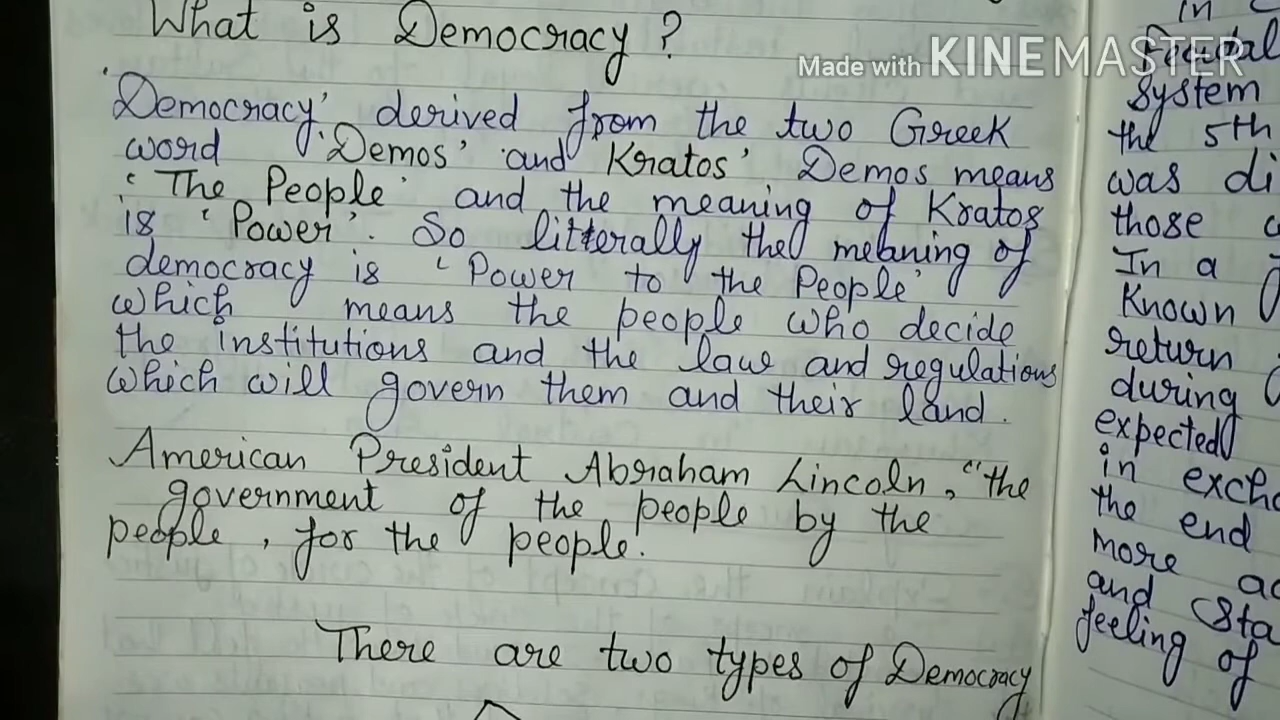 What is Democracy ?
'Democracy' derived from the two Greek
word 'Demos' and Kratos' Demos means
'The People' and the meaning of Kratos
is 'Power'. So litterally the meaning of
democracy is 'Power to the People'
which means the people who decide
the institutions and the law and regulations
which will govern them and their land.
American President Abraham Lincoln, "the
government of the people by the
people, for the people.
There are two types of Democracy
Made with KINEMASTER
in
Feudal
System
the 5th
was di
those
In a
Known
return
during
expected
in excha
the end
more ac
and Sta
feeling of